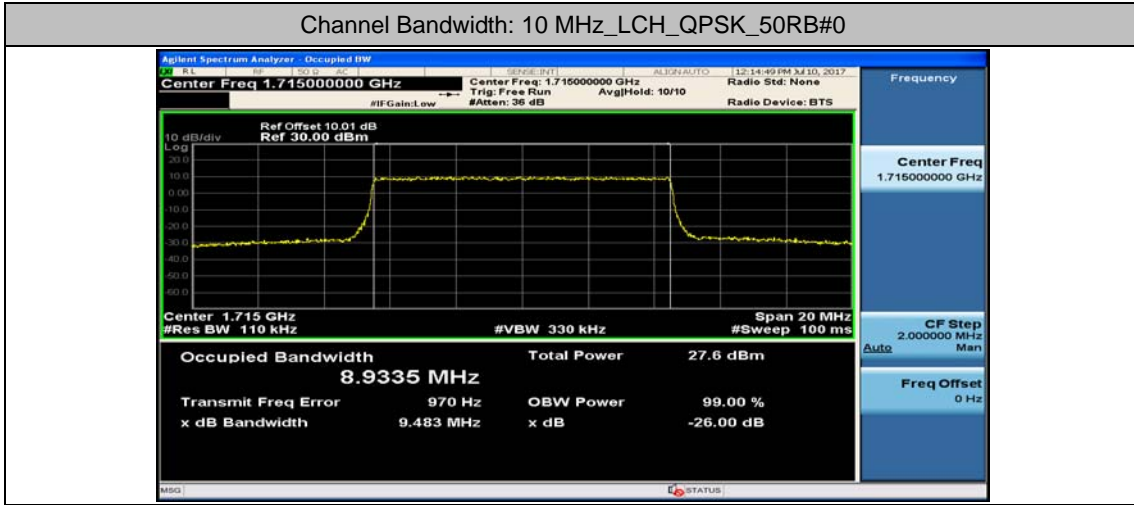 Channel Bandwidth: 10 MHz_LCH_QPSK_50RB#0
Agilent Spectrum Analyzer - Occupied BW
RL RF 50 Ω AC SENSE:INT ALIGN AUTO 12:14:49 PM Jul 10, 2017
Center Freq 1.715000000 GHz
Center Freq: 1.715000000 GHz
Radio Std: None
Trig: Free Run Avg|Hold: 10/10
#IFGain:Low #Atten: 36 dB
Radio Device: BTS
Ref Offset 10.01 dB
10 dB/div Ref 30.00 dBm
Log
20.0
10.0
0.00
-10.0
-20.0
-30.0
-40.0
-50.0
-60.0
Center 1.715 GHz Span 20 MHz
#Res BW 110 kHz #VBW 330 kHz #Sweep 100 ms
Occupied Bandwidth Total Power 27.6 dBm
8.9335 MHz
Transmit Freq Error 970 Hz OBW Power 99.00 %
x dB Bandwidth 9.483 MHz x dB -26.00 dB
MSG STATUS
Frequency
Center Freq
1.715000000 GHz
CF Step
2.000000 MHz
Auto Man
Freq Offset
0 Hz